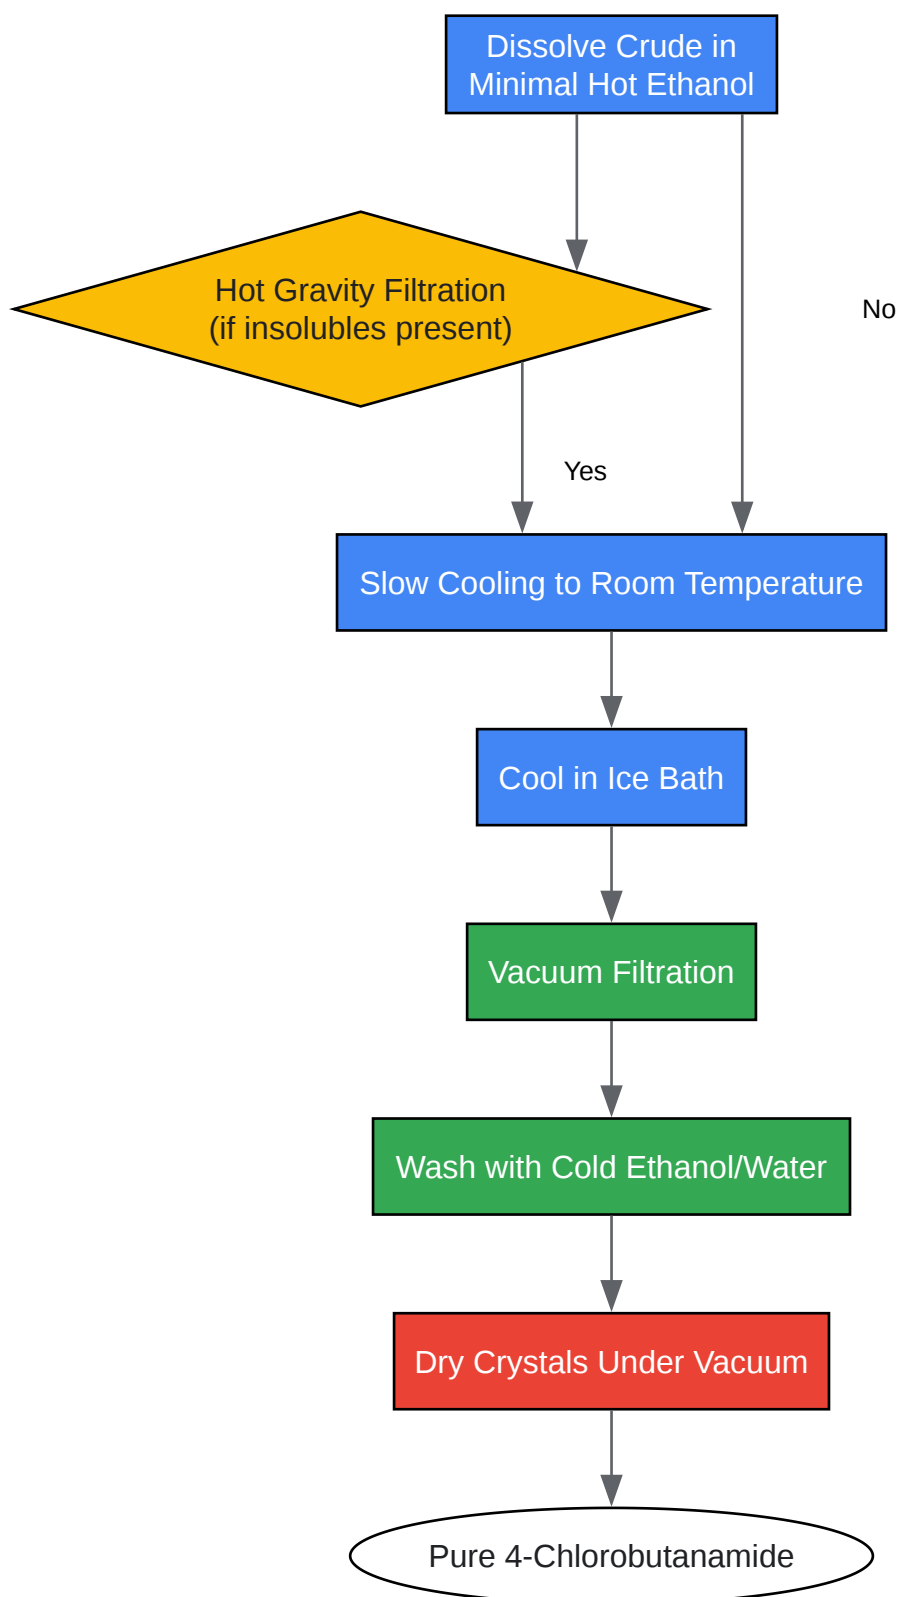 Dissolve Crude in
Minimal Hot Ethanol
Hot Gravity Filtration
(if insolubles present)
No
Yes
Slow Cooling to Room Temperature
Cool in Ice Bath
Vacuum Filtration
Wash with Cold Ethanol/Water
Dry Crystals Under Vacuum
Pure 4-Chlorobutanamide